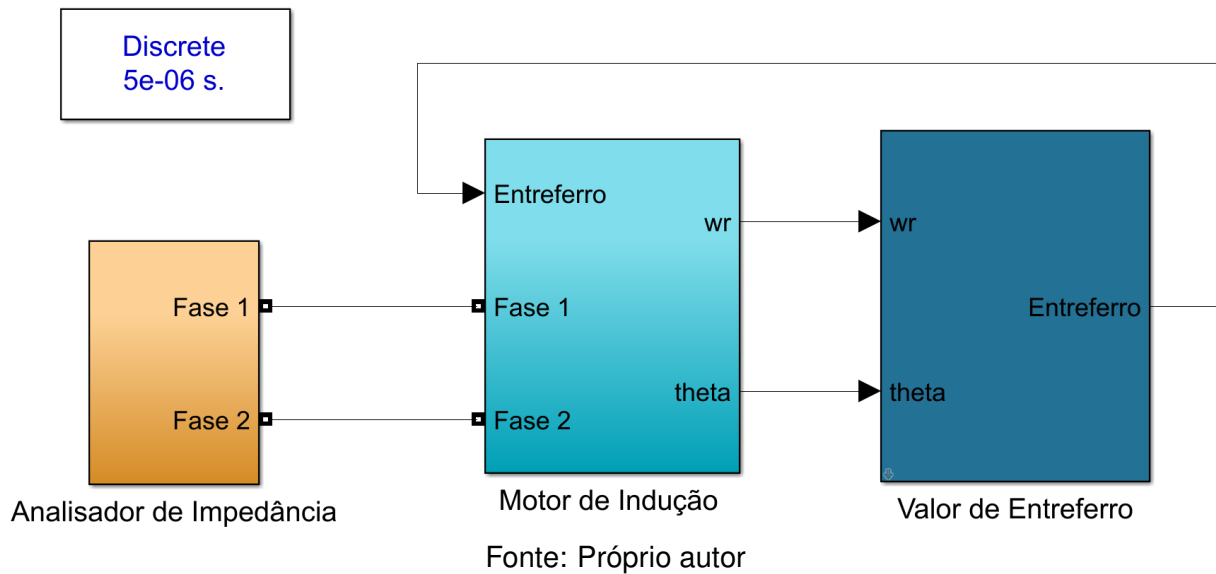 Discrete
5e-06 s.
Entreferro
wr
wr
Fase 1
Fase 1
Entreferro
theta
theta
Fase 2
Fase 2
Analisador de Impedância
Motor de Indução
Valor de Entreferro
Fonte: Próprio autor